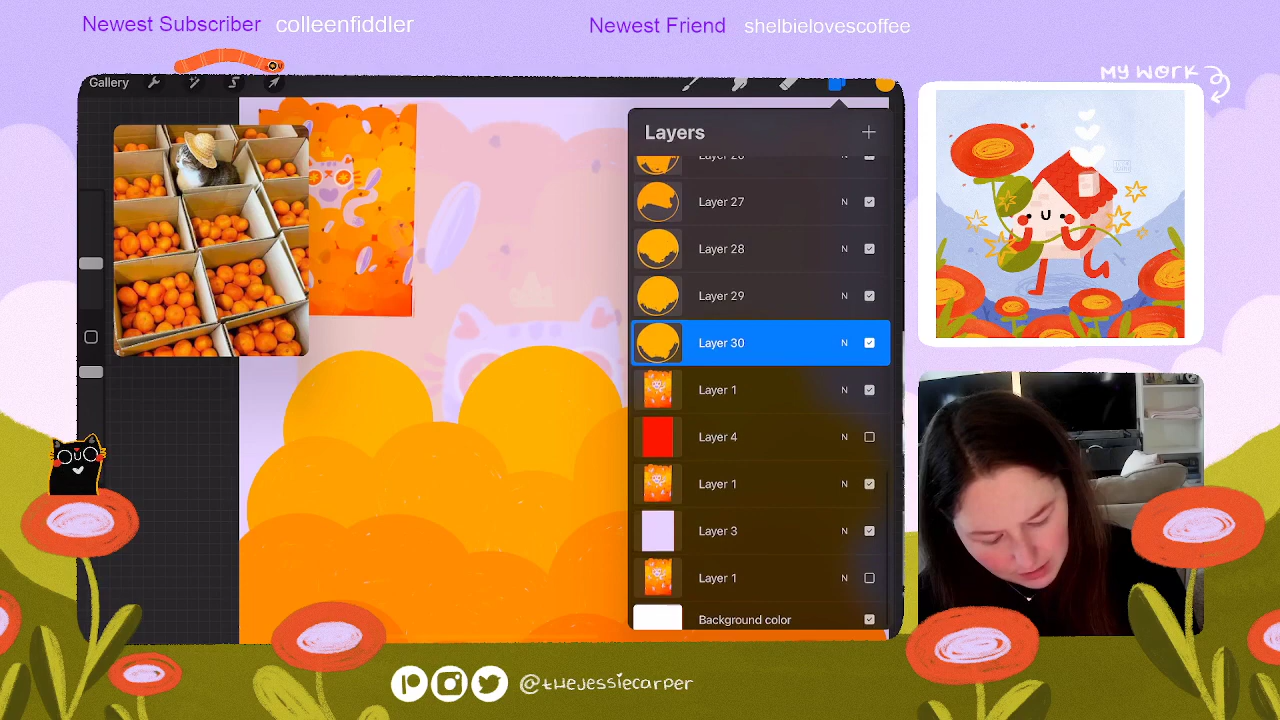 Newest Subscriber colleenfiddler
Newest Friend shelbielovescoffee
MY WORK
Gallery
Layers
Layer 27 N
Layer 28 N
Layer 29 N
Layer 30 N
Layer 1 N
Layer 4 N
Layer 1 N
Layer 3 N
Layer 1 N
Background color
@THEJESSIECARPER